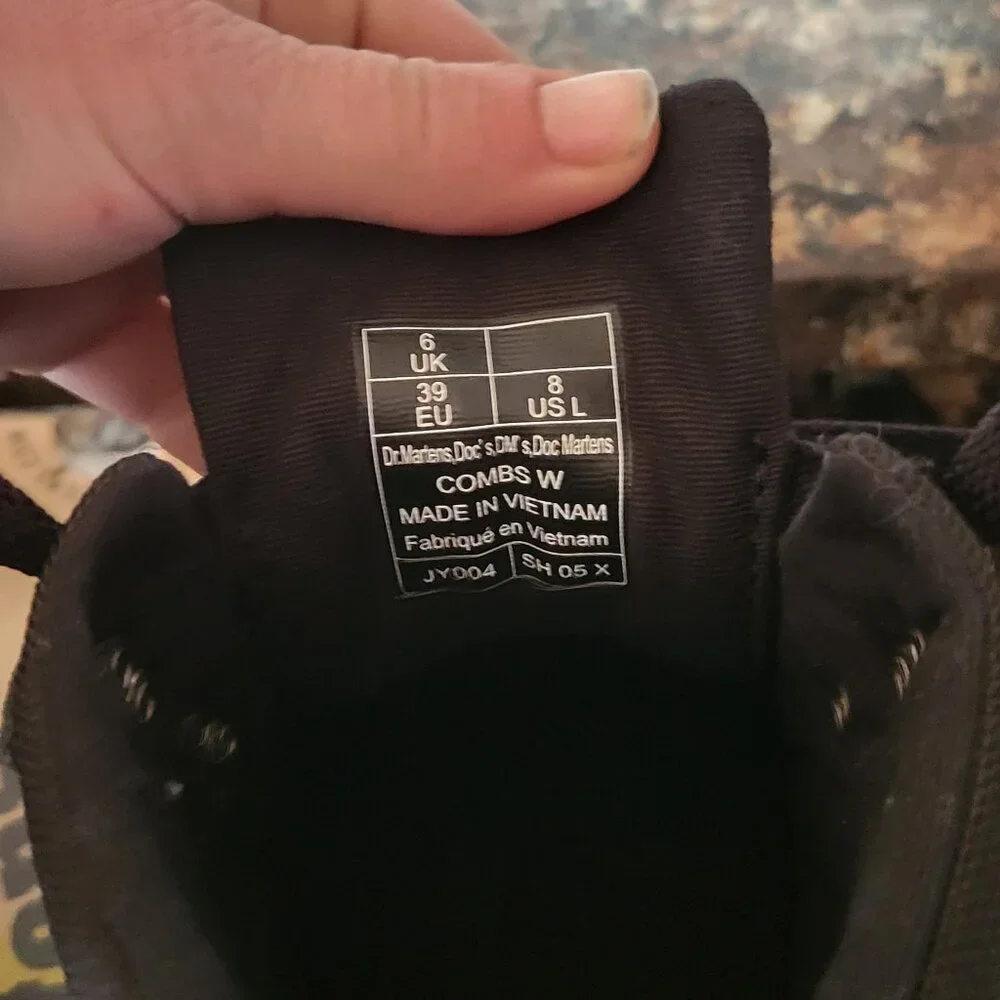 6
UK
39
EU
8
US L
Dr.Martens,Doc's,DM's,Doc Martens
COMBS W
MADE IN VIETNAM
Fabriqué en Vietnam
JY004
SH 05 X